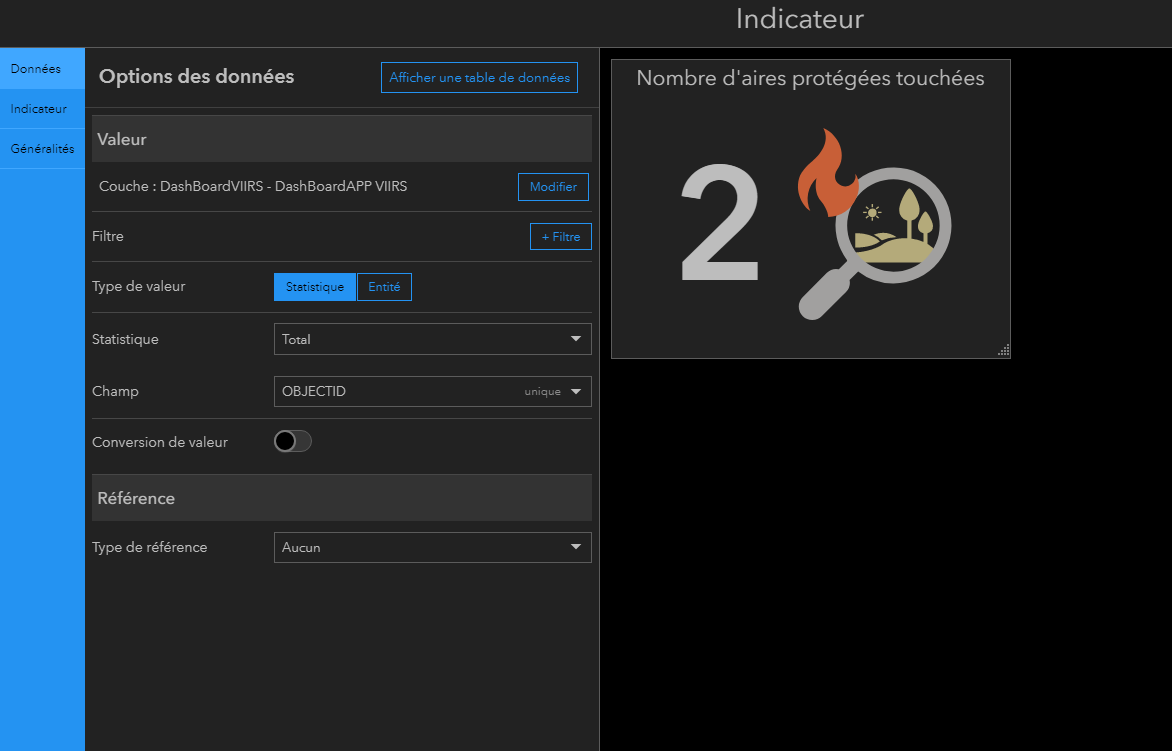 Indicateur
Données
Indicateur
Généralités
Options des données
Afficher une table de données
Valeur
Couche : DashBoardVIIRS - DashBoardAPP VIIRS
Modifier
Filtre
+ Filtre
Type de valeur
Statistique
Entité
Statistique
Total
Champ
OBJECTID
unique
Conversion de valeur
Référence
Type de référence
Aucun
Nombre d'aires protégées touchées
2